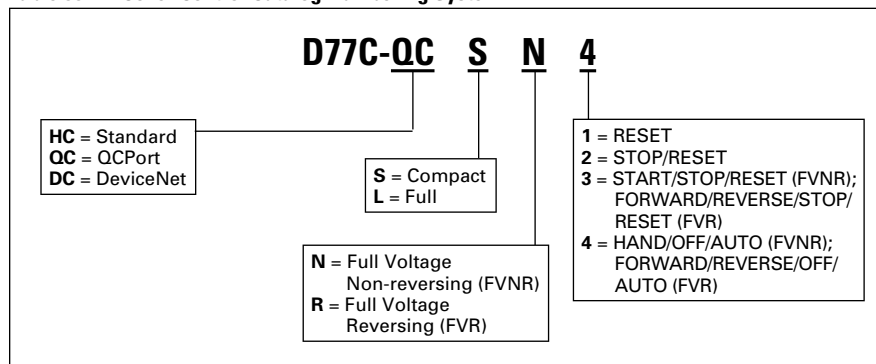 D77C-QC S N 4
HC = Standard
QC = QCPort
DC = DeviceNet
S = Compact
L = Full
N = Full Voltage
Non-reversing (FVNR)
R = Full Voltage
Reversing (FVR)
1 = RESET
2 = STOP/RESET
3 = START/STOP/RESET (FVNR);
FORWARD/REVERSE/STOP/
RESET (FVR)
4 = HAND/OFF/AUTO (FVNR);
FORWARD/REVERSE/OFF/
AUTO (FVR)